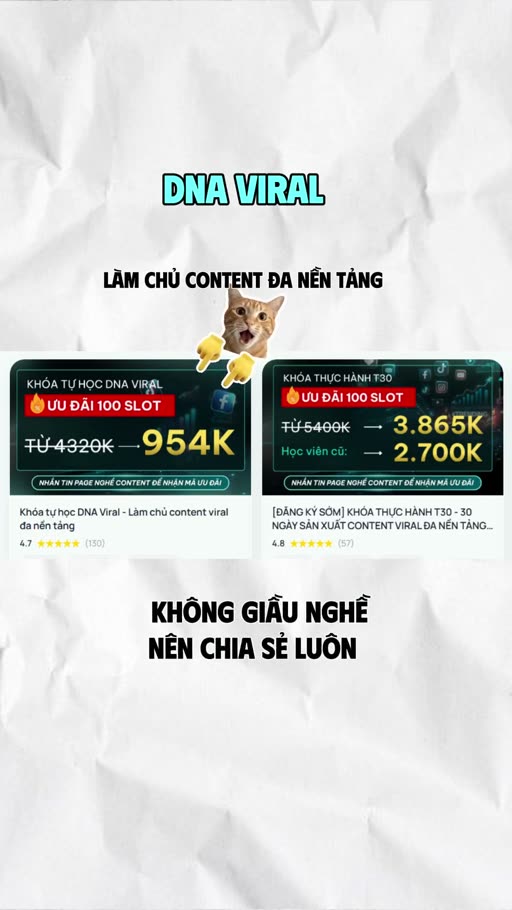 DNA VIRAL
LÀM CHỦ CONTENT ĐA NỀN TẢNG
KHÓA TỰ HỌC DNA VIRAL
ƯU ĐÃI 100 SLOT
TỪ 4320K → 954K
NHẮN TIN PAGE NGHỀ CONTENT ĐỂ NHẬN MÃ ƯU ĐÃI
Khóa tự học DNA Viral - Làm chủ content viral
đa nền tảng
4.7 ★★★★★ (130)
KHÓA THỰC HÀNH T30
ƯU ĐÃI 100 SLOT
TỪ 5400K → 3.865K
Học viên cũ: → 2.700K
NHẮN TIN PAGE NGHỀ CONTENT ĐỂ NHẬN MÃ ƯU ĐÃI
[ĐĂNG KÝ SỚM] KHÓA THỰC HÀNH T30 - 30
NGÀY SẢN XUẤT CONTENT VIRAL ĐA NỀN TẢNG...
4.8 ★★★★★ (57)
KHÔNG GIẦU NGHỀ
NÊN CHIA SẺ LUÔN